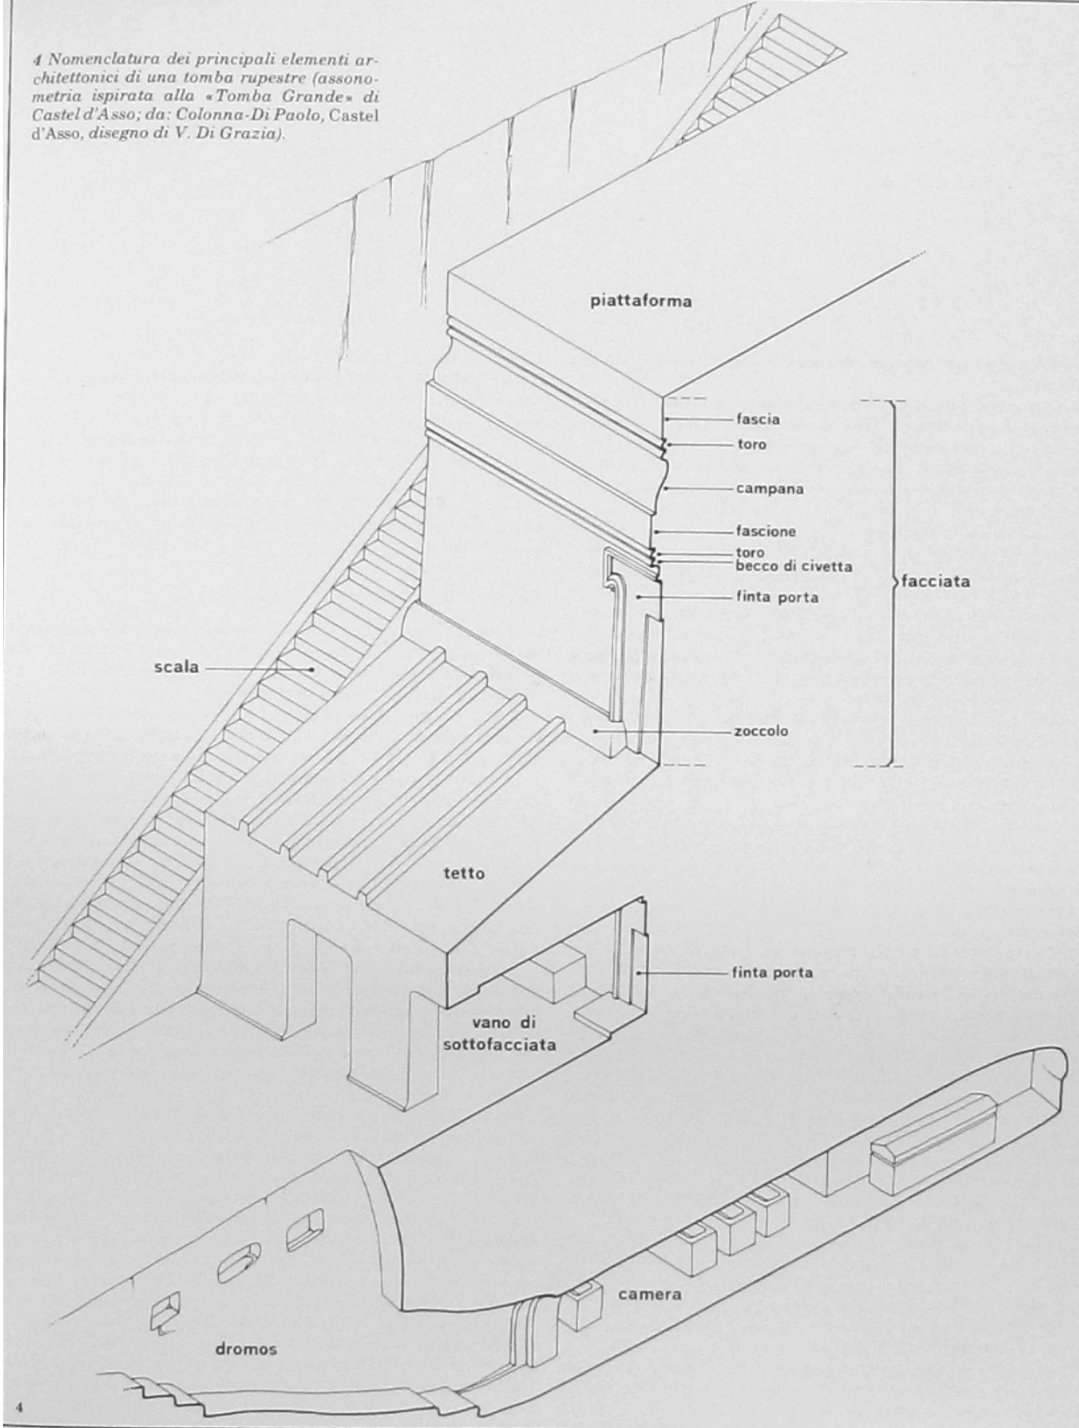 4 Nomenclatura dei principali elementi ar-
chitettonici di una tomba rupestre (assono-
metria ispirata alla «Tomba Grande» di
Castel d'Asso; da: Colonna-Di Paolo, Castel
d'Asso, disegno di V. Di Grazia).
piattaforma
fascia
toro
campana
fascione
toro
becco di civetta
finta porta
facciata
scala
zoccolo
tetto
finta porta
vano di
sottofacciata
camera
dromos
4